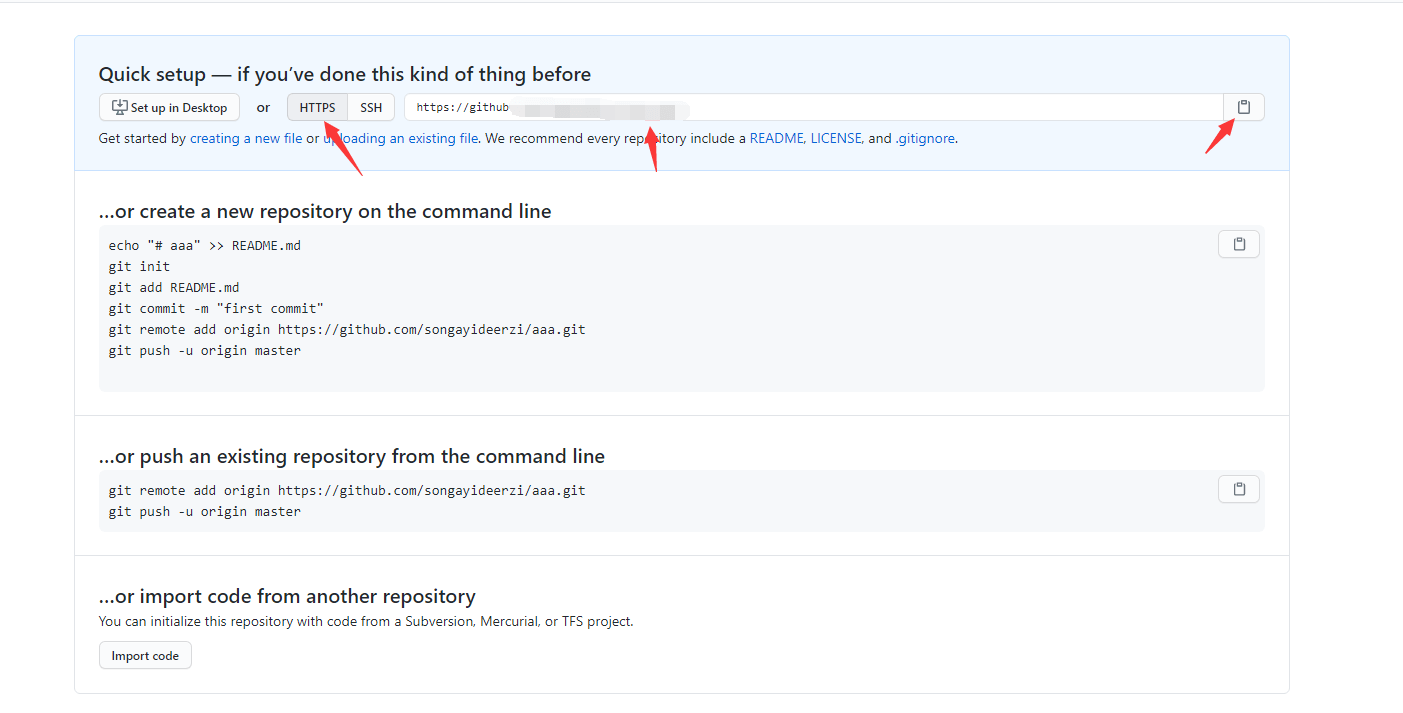 Quick setup — if you’ve done this kind of thing before
Set up in Desktop or HTTPS SSH https://github
Get started by creating a new file or uploading an existing file. We recommend every repository include a README, LICENSE, and .gitignore.
...or create a new repository on the command line
echo "# aaa" >> README.md
git init
git add README.md
git commit -m "first commit"
git remote add origin https://github.com/songayideerzi/aaa.git
git push -u origin master
...or push an existing repository from the command line
git remote add origin https://github.com/songayideerzi/aaa.git
git push -u origin master
...or import code from another repository
You can initialize this repository with code from a Subversion, Mercurial, or TFS project.
Import code